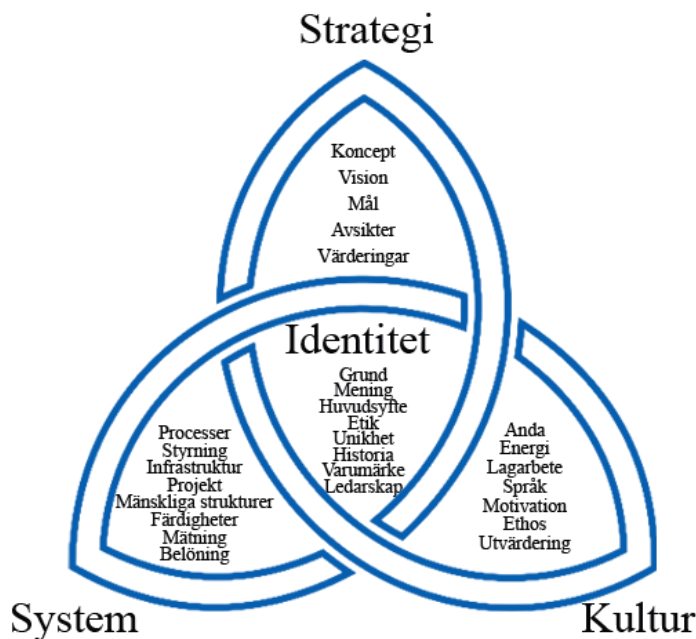 Strategi
Koncept
Vision
Mål
Avsikter
Värderingar
Identitet
Grund
Mening
Huvudsyfte
Etik
Unikhet
Historia
Varumärke
Ledarskap
Processer
Styrning
Infrastruktur
Projekt
Mänskliga strukturer
Färdigheter
Mätning
Belöning
Anda
Energi
Lagarbete
Språk
Motivation
Ethos
Utvärdering
System
Kultur